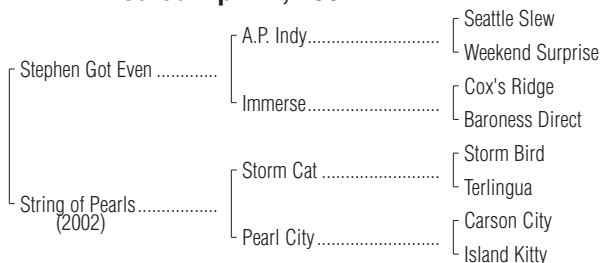 Stephen Got Even
String of Pearls
(2002)
A.P. Indy
Immerse
Storm Cat
Pearl City
Seattle Slew
Weekend Surprise
Cox's Ridge
Baroness Direct
Storm Bird
Terlingua
Carson City
Island Kitty